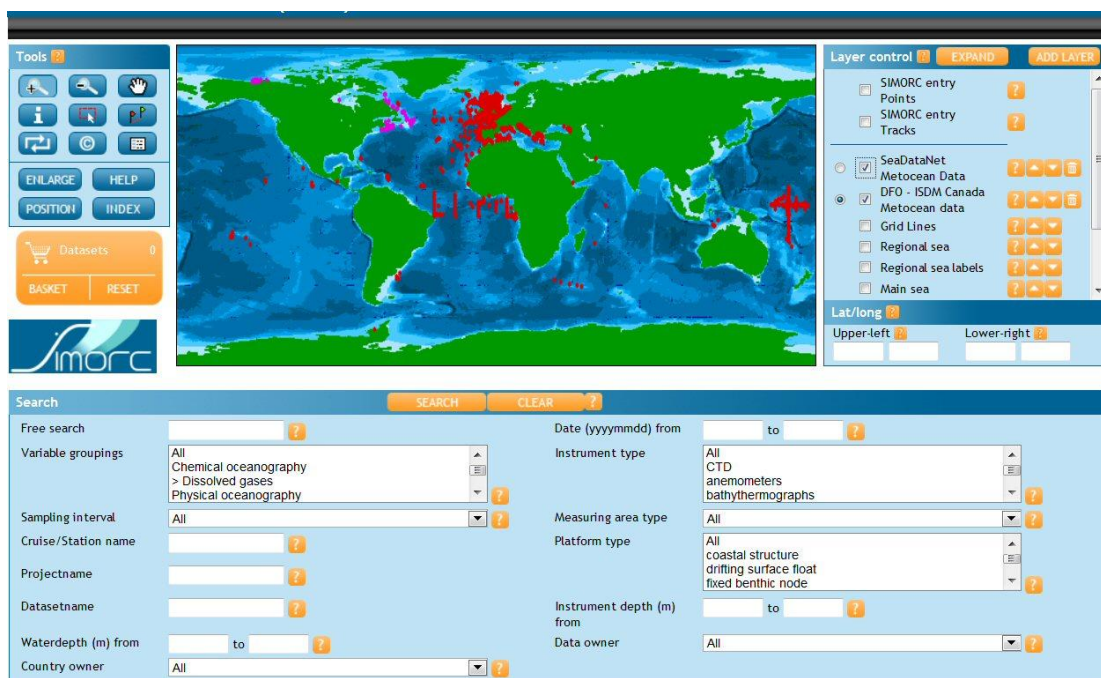 Tools ?
i
©
ENLARGE HELP
POSITION INDEX
Datasets 0
BASKET RESET
Simorc
Layer control ? EXPAND ADD LAYER
SIMORC entry
Points ?
SIMORC entry
Tracks ?
SeaDataNet
Metocean Data ?
DFO - ISDM Canada
Metocean data ?
Grid Lines ?
Regional sea ?
Regional sea labels ?
Main sea ?
Lat/long ?
Upper-left ? Lower-right ?
Search SEARCH CLEAR ?
Free search ? Date (yyyymmdd) from to ?
Variable groupings
All
Chemical oceanography
> Dissolved gases
Physical oceanography ?
Instrument type
All
CTD
anemometers
bathythermographs ?
Sampling interval All ? Measuring area type All ?
Cruise/Station name ?
Platform type
All
coastal structure
drifting surface float
fixed benthic node ?
Projectname ?
Datasetname ? Instrument depth (m)
from to ?
Waterdepth (m) from to ? Data owner All ?
Country owner All ?